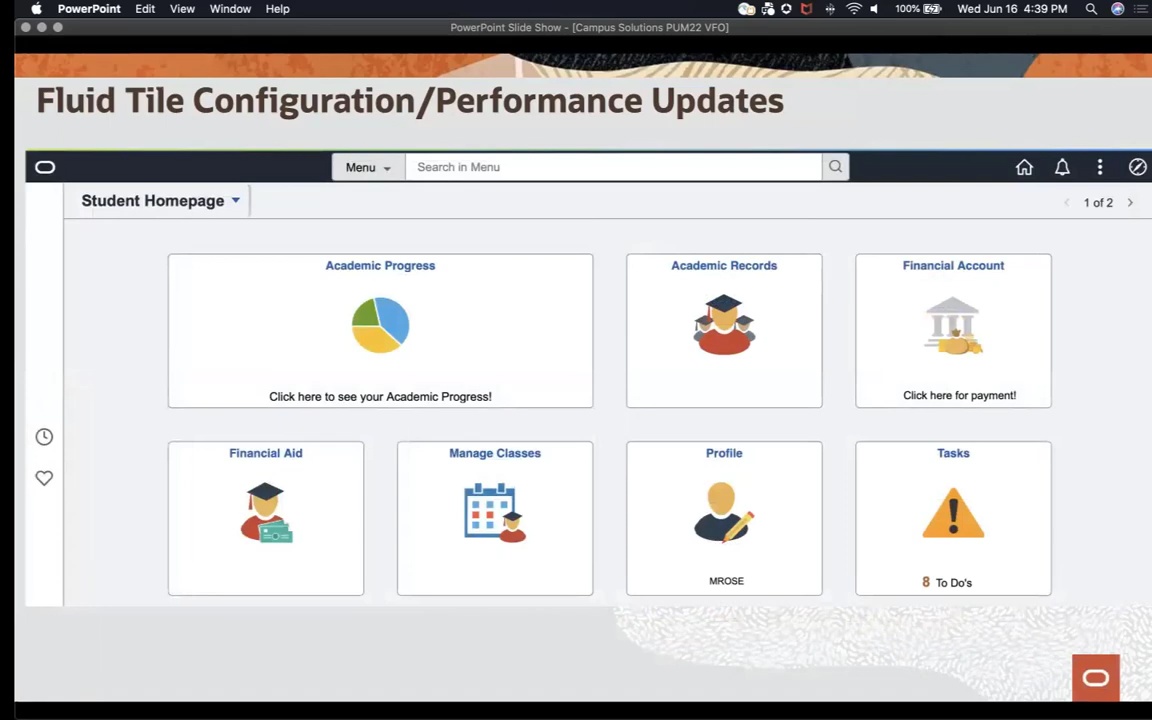 PowerPoint Edit View Window Help 100% Wed Jun 16 4:39 PM
PowerPoint Slide Show - [Campus Solutions PUM22 VFO]
Fluid Tile Configuration/Performance Updates
Menu Search in Menu
Student Homepage 1 of 2
Academic Progress Academic Records Financial Account
Click here to see your Academic Progress! Click here for payment!
Financial Aid Manage Classes Profile Tasks
MROSE 8 To Do's